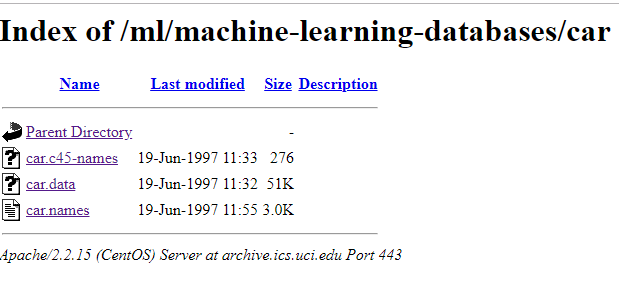 Index of /ml/machine-learning-databases/car
Name Last modified Size Description
Parent Directory -
car.c45-names 19-Jun-1997 11:33 276
car.data 19-Jun-1997 11:32 51K
car.names 19-Jun-1997 11:55 3.0K
Apache/2.2.15 (CentOS) Server at archive.ics.uci.edu Port 443